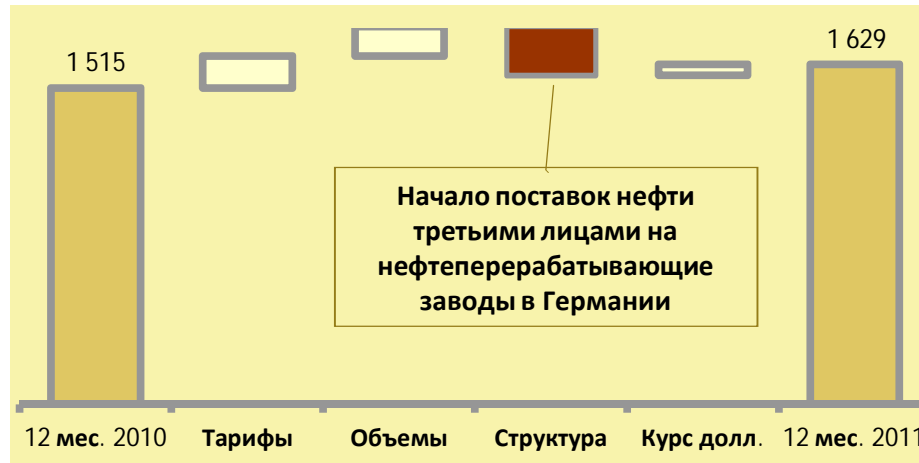 1 515
1 629
Начало поставок нефти
третьими лицами на
нефтеперерабатывающие
заводы в Германии
12 мес. 2010 Тарифы Объемы Структура Курс долл. 12 мес. 2011